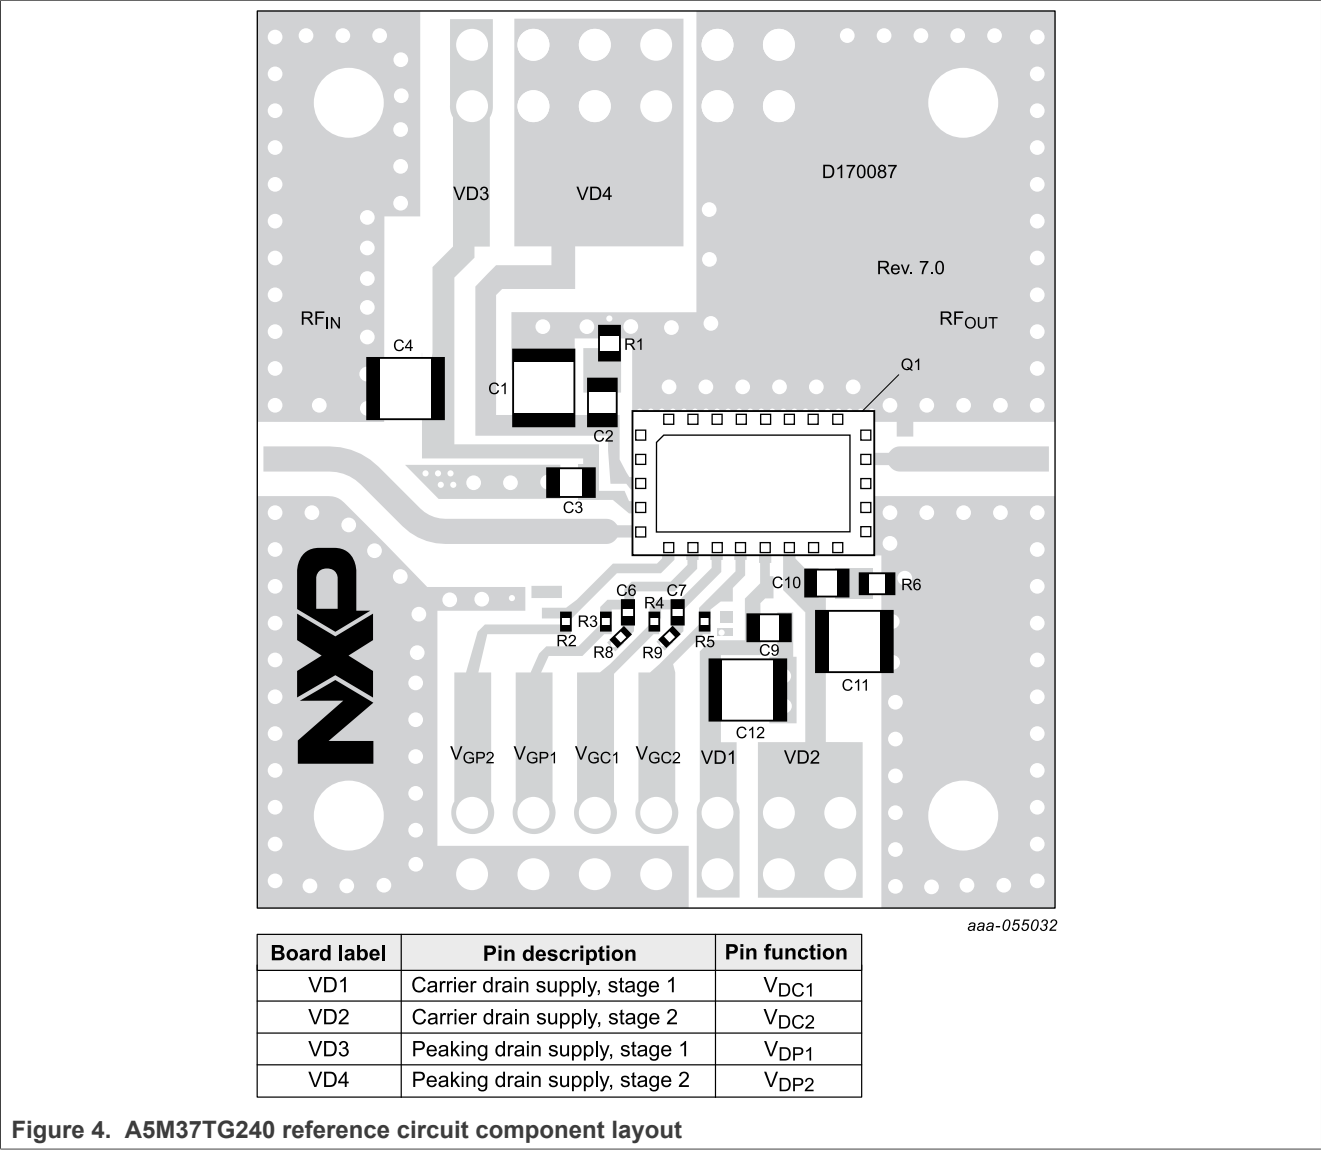 VD3
VD4
D170087
Rev. 7.0
RFIN
RFOUT
C4
R1
Q1
C1
C2
C3
C10
R6
C6
C7
R4
R3
R2
R5
R8
R9
C9
C11
C12
NXP
VGP2
VGP1
VGC1
VGC2
VD1
VD2
aaa-055032
Board label Pin description Pin function
VD1 Carrier drain supply, stage 1 VDC1
VD2 Carrier drain supply, stage 2 VDC2
VD3 Peaking drain supply, stage 1 VDP1
VD4 Peaking drain supply, stage 2 VDP2
Figure 4. A5M37TG240 reference circuit component layout